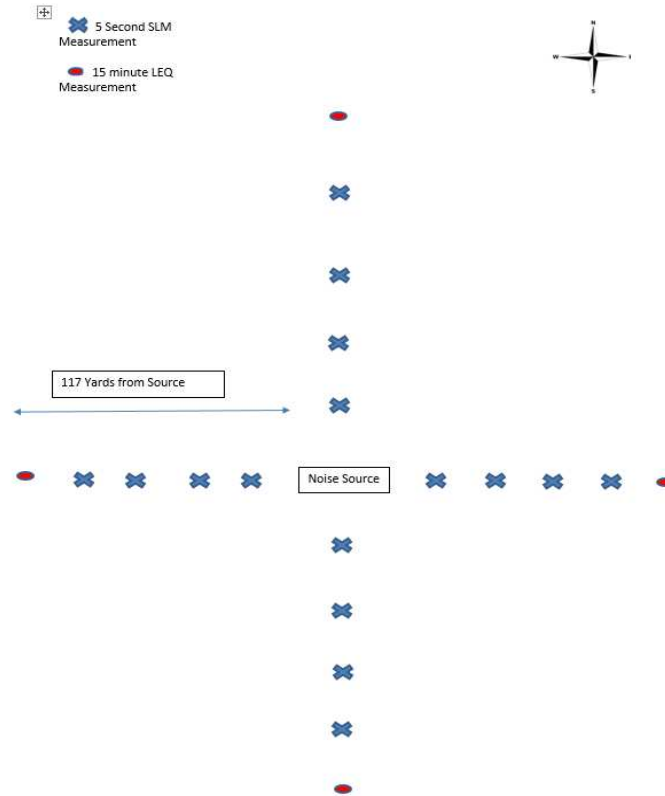 5 Second SLM
Measurement
15 minute LEQ
Measurement
N
W
S
117 Yards from Source
Noise Source